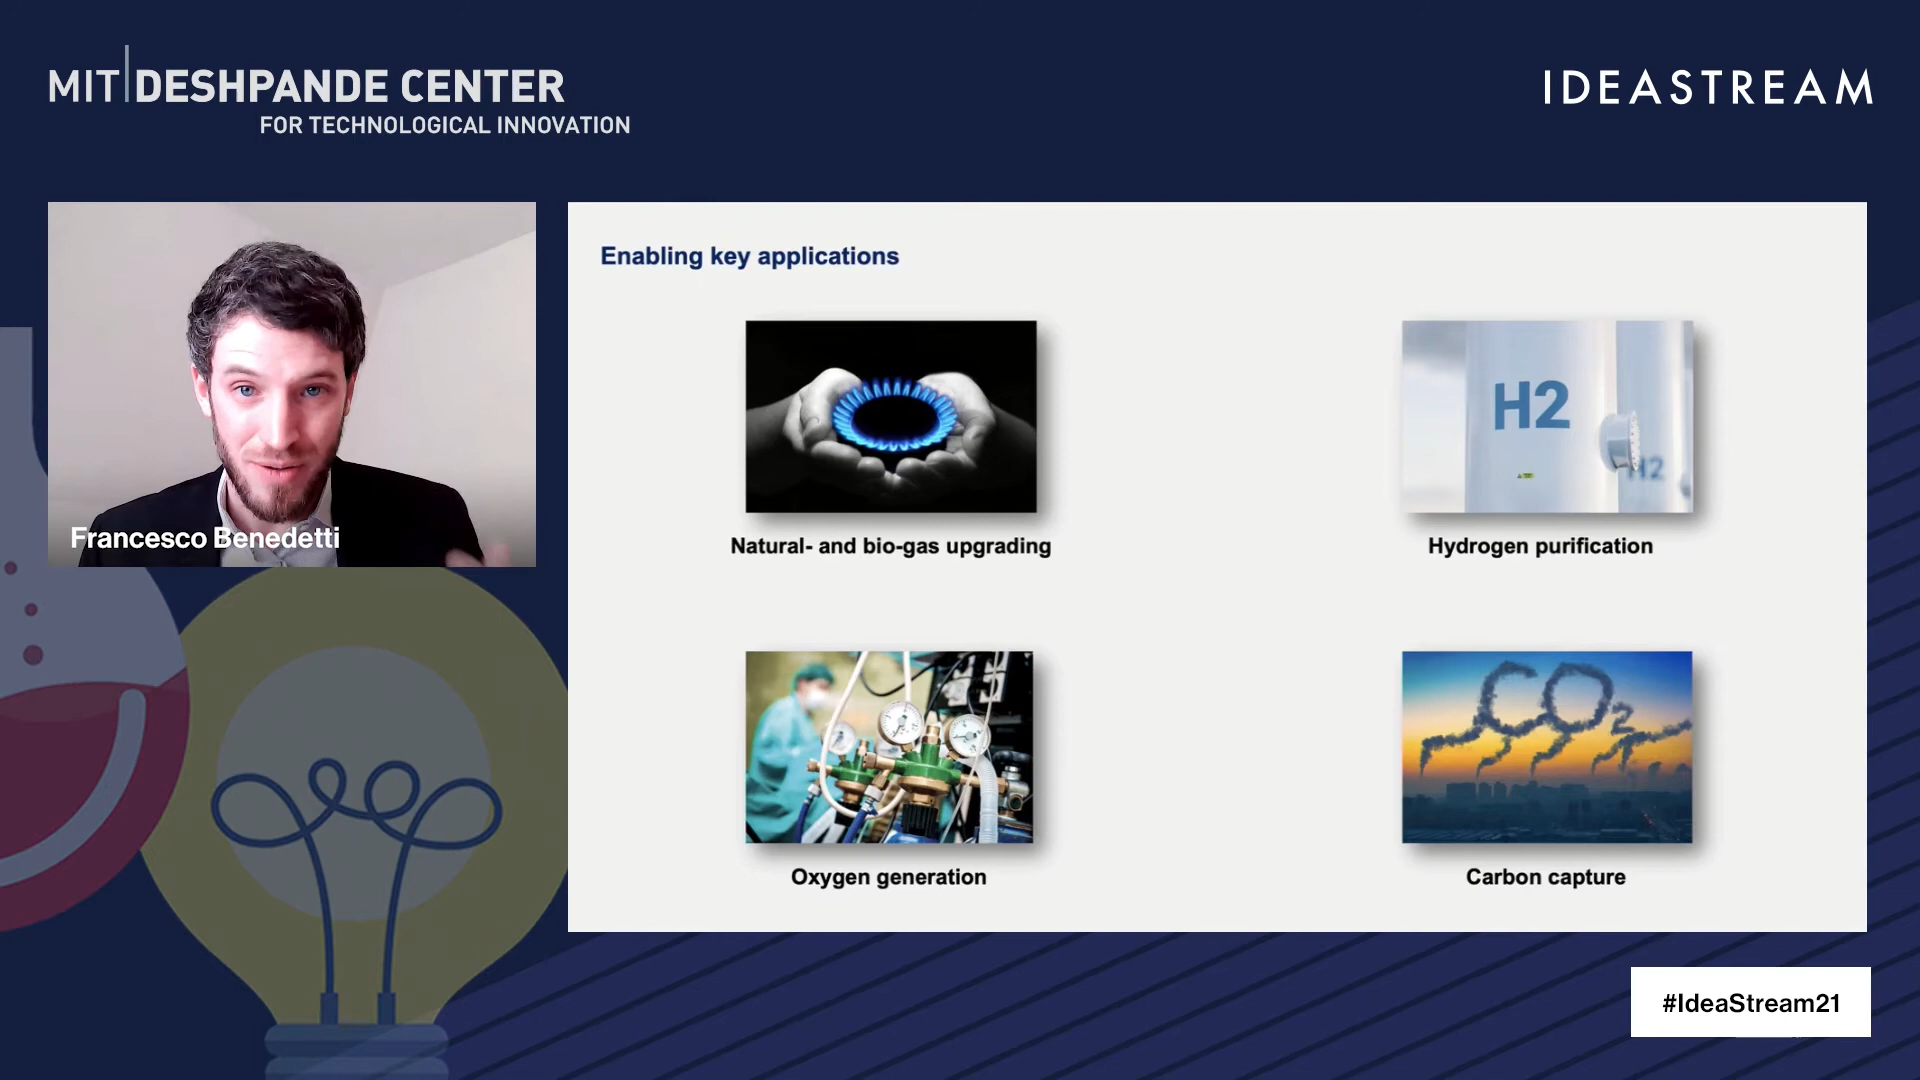 MIT DESHPANDE CENTER
FOR TECHNOLOGICAL INNOVATION
IDEASTREAM
Francesco Benedetti
Enabling key applications
H2
H2
Natural- and bio-gas upgrading
Hydrogen purification
CO2
Oxygen generation
Carbon capture
#IdeaStream21